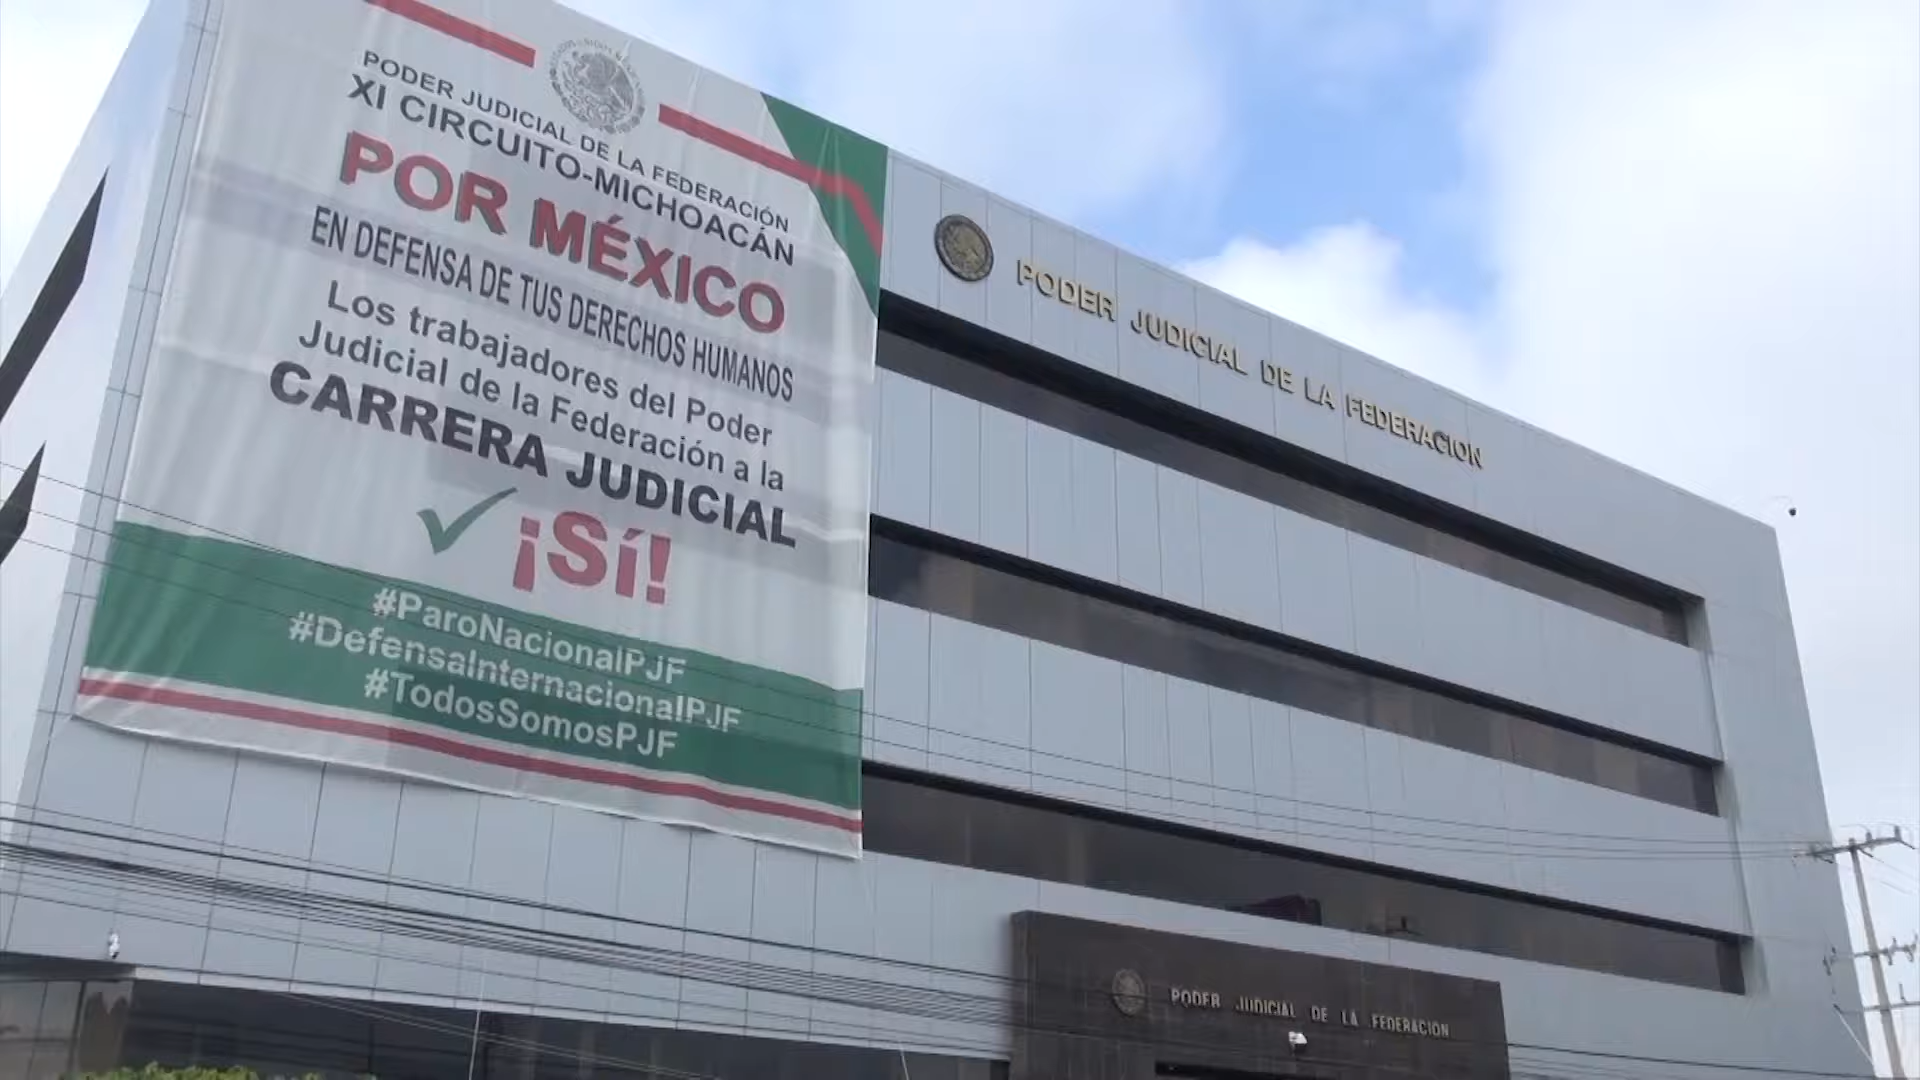 PODER JUDICIAL DE LA FEDERACIÓN
XI CIRCUITO-MICHOACÁN
POR MÉXICO
EN DEFENSA DE TUS DERECHOS HUMANOS
Los trabajadores del Poder
Judicial de la Federación a la
CARRERA JUDICIAL
¡Sí!
#ParoNacionalPJF
#DefensaInternacionalPJF
#TodosSomosPJF
PODER JUDICIAL DE LA FEDERACION
PODER JUDICIAL DE LA FEDERACION